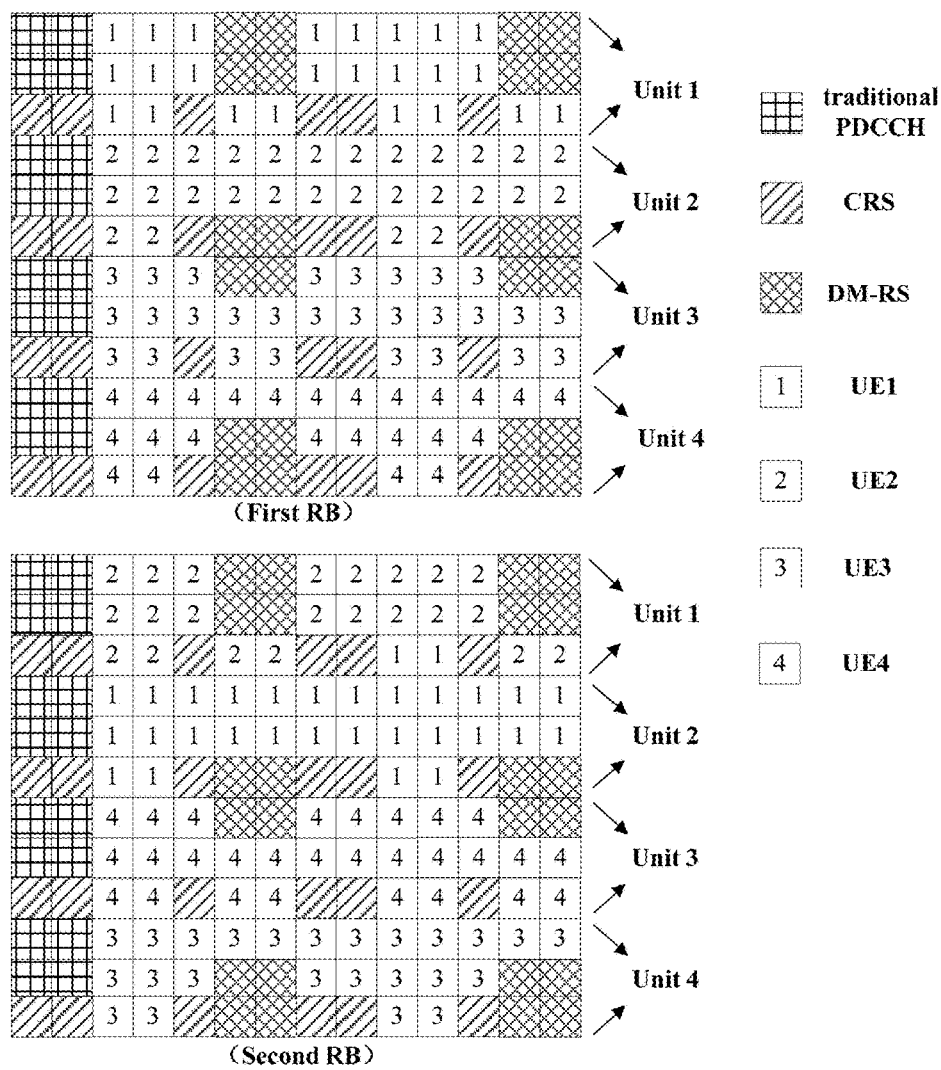 1 1 1 1 1 1 1 1
1 1 1 1 1 1 1 1
1 1 1 1 1 1 1 1
Unit 1
2 2 2 2 2 2 2 2 2 2 2 2
2 2 2 2 2 2 2 2 2 2 2 2
2 2 2 2
Unit 2
3 3 3 3 3 3 3 3
3 3 3 3 3 3 3 3 3 3 3 3
3 3 3 3 3 3 3 3
Unit 3
4 4 4 4 4 4 4 4 4 4 4 4
4 4 4 4 4 4 4 4
4 4 4 4
Unit 4
(First RB)
2 2 2 2 2 2 2 2
2 2 2 2 2 2 2 2
2 2 2 2 1 1 2 2
Unit 1
1 1 1 1 1 1 1 1 1 1 1 1
1 1 1 1 1 1 1 1 1 1 1 1
1 1 1 1
Unit 2
4 4 4 4 4 4 4 4
4 4 4 4 4 4 4 4 4 4 4 4
4 4 4 4 4 4 4 4
Unit 3
3 3 3 3 3 3 3 3 3 3 3 3
3 3 3 3 3 3 3 3
3 3 3 3
Unit 4
(Second RB)
traditional
PDCCH
CRS
DM-RS
1 UE1
2 UE2
3 UE3
4 UE4